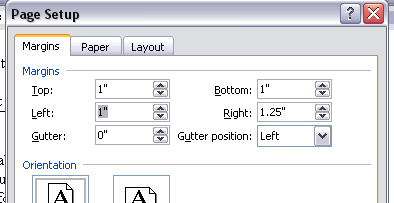 Page Setup
Margins Paper Layout
Margins
Top: 1" Bottom: 1"
Left: 1" Right: 1.25"
Gutter: 0" Gutter position: Left
Orientation
A A